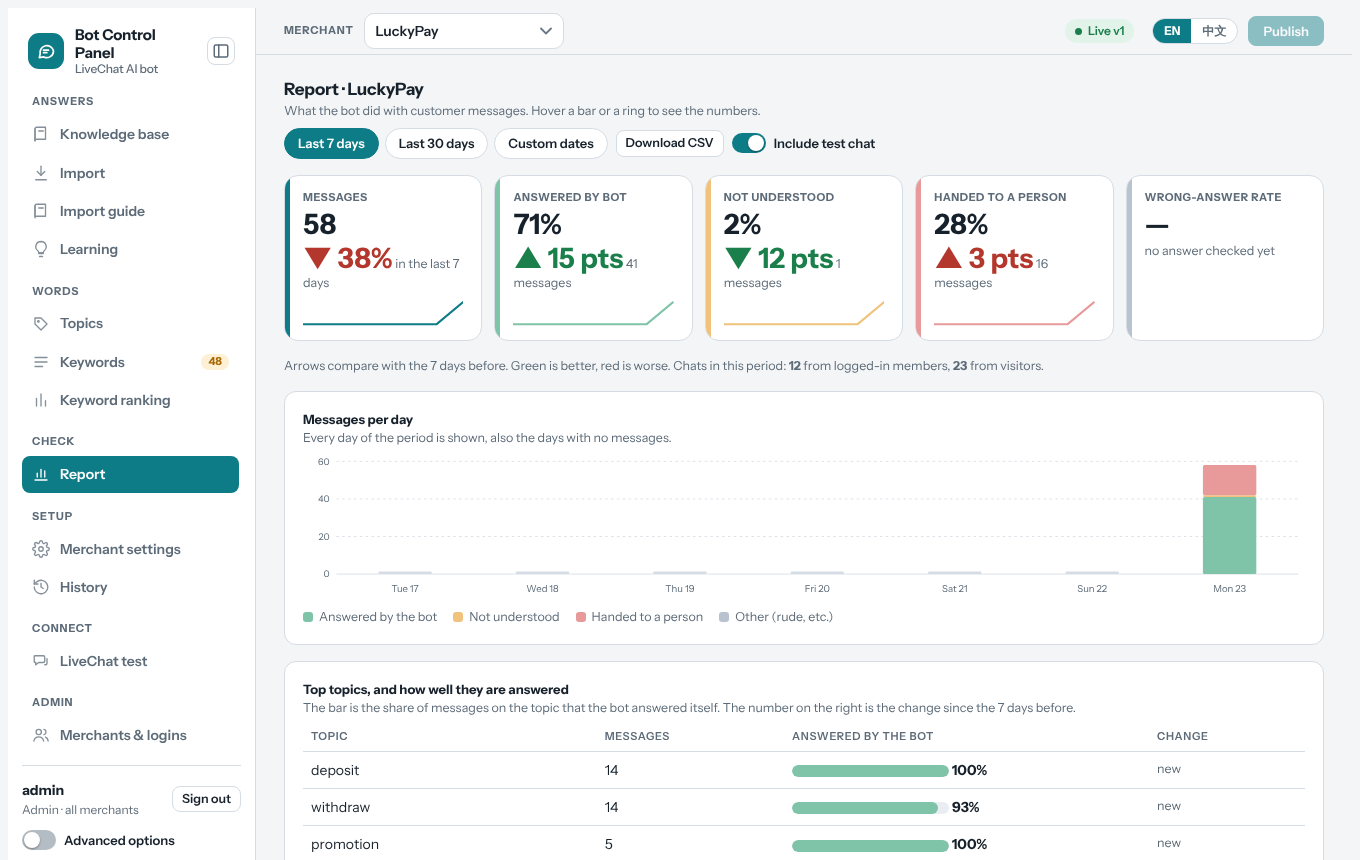 Bot Control
Panel
LiveChat AI bot
ANSWERS
Knowledge base
Import
Import guide
Learning
WORDS
Topics
Keywords 48
Keyword ranking
CHECK
Report
SETUP
Merchant settings
History
CONNECT
LiveChat test
ADMIN
Merchants & logins
admin
Admin · all merchants
Sign out
Advanced options
MERCHANT LuckyPay
Live v1 EN 中文 Publish
Report · LuckyPay
What the bot did with customer messages. Hover a bar or a ring to see the numbers.
Last 7 days Last 30 days Custom dates Download CSV Include test chat
MESSAGES
58
▼ 38% in the last 7
days
ANSWERED BY BOT
71%
▲ 15 pts 41
messages
NOT UNDERSTOOD
2%
▼ 12 pts 1
messages
HANDED TO A PERSON
28%
▲ 3 pts 16
messages
WRONG-ANSWER RATE
—
no answer checked yet
Arrows compare with the 7 days before. Green is better, red is worse. Chats in this period: 12 from logged-in members, 23 from visitors.
Messages per day
Every day of the period is shown, also the days with no messages.
60
40
20
0
Tue 17 Wed 18 Thu 19 Fri 20 Sat 21 Sun 22 Mon 23
Answered by the bot Not understood Handed to a person Other (rude, etc.)
Top topics, and how well they are answered
The bar is the share of messages on the topic that the bot answered itself. The number on the right is the change since the 7 days before.
TOPIC MESSAGES ANSWERED BY THE BOT CHANGE
deposit 14 100% new
withdraw 14 93% new
promotion 5 100% new